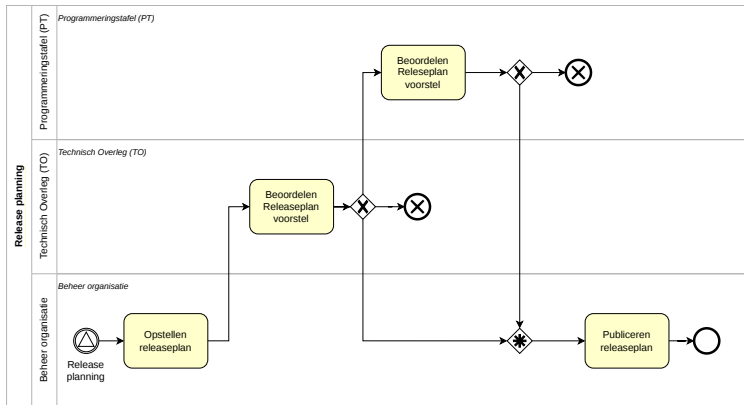 Release planning
Programmeringstafel (PT)
Programmeringstafel (PT)
Beoordelen
Releseplan
voorstel
Technisch Overleg (TO)
Technisch Overleg (TO)
Beoordelen
Releaseplan
voorstel
Beheer organisatie
Beheer organisatie
Release
planning
Opstellen
releaseplan
Publiceren
releaseplan